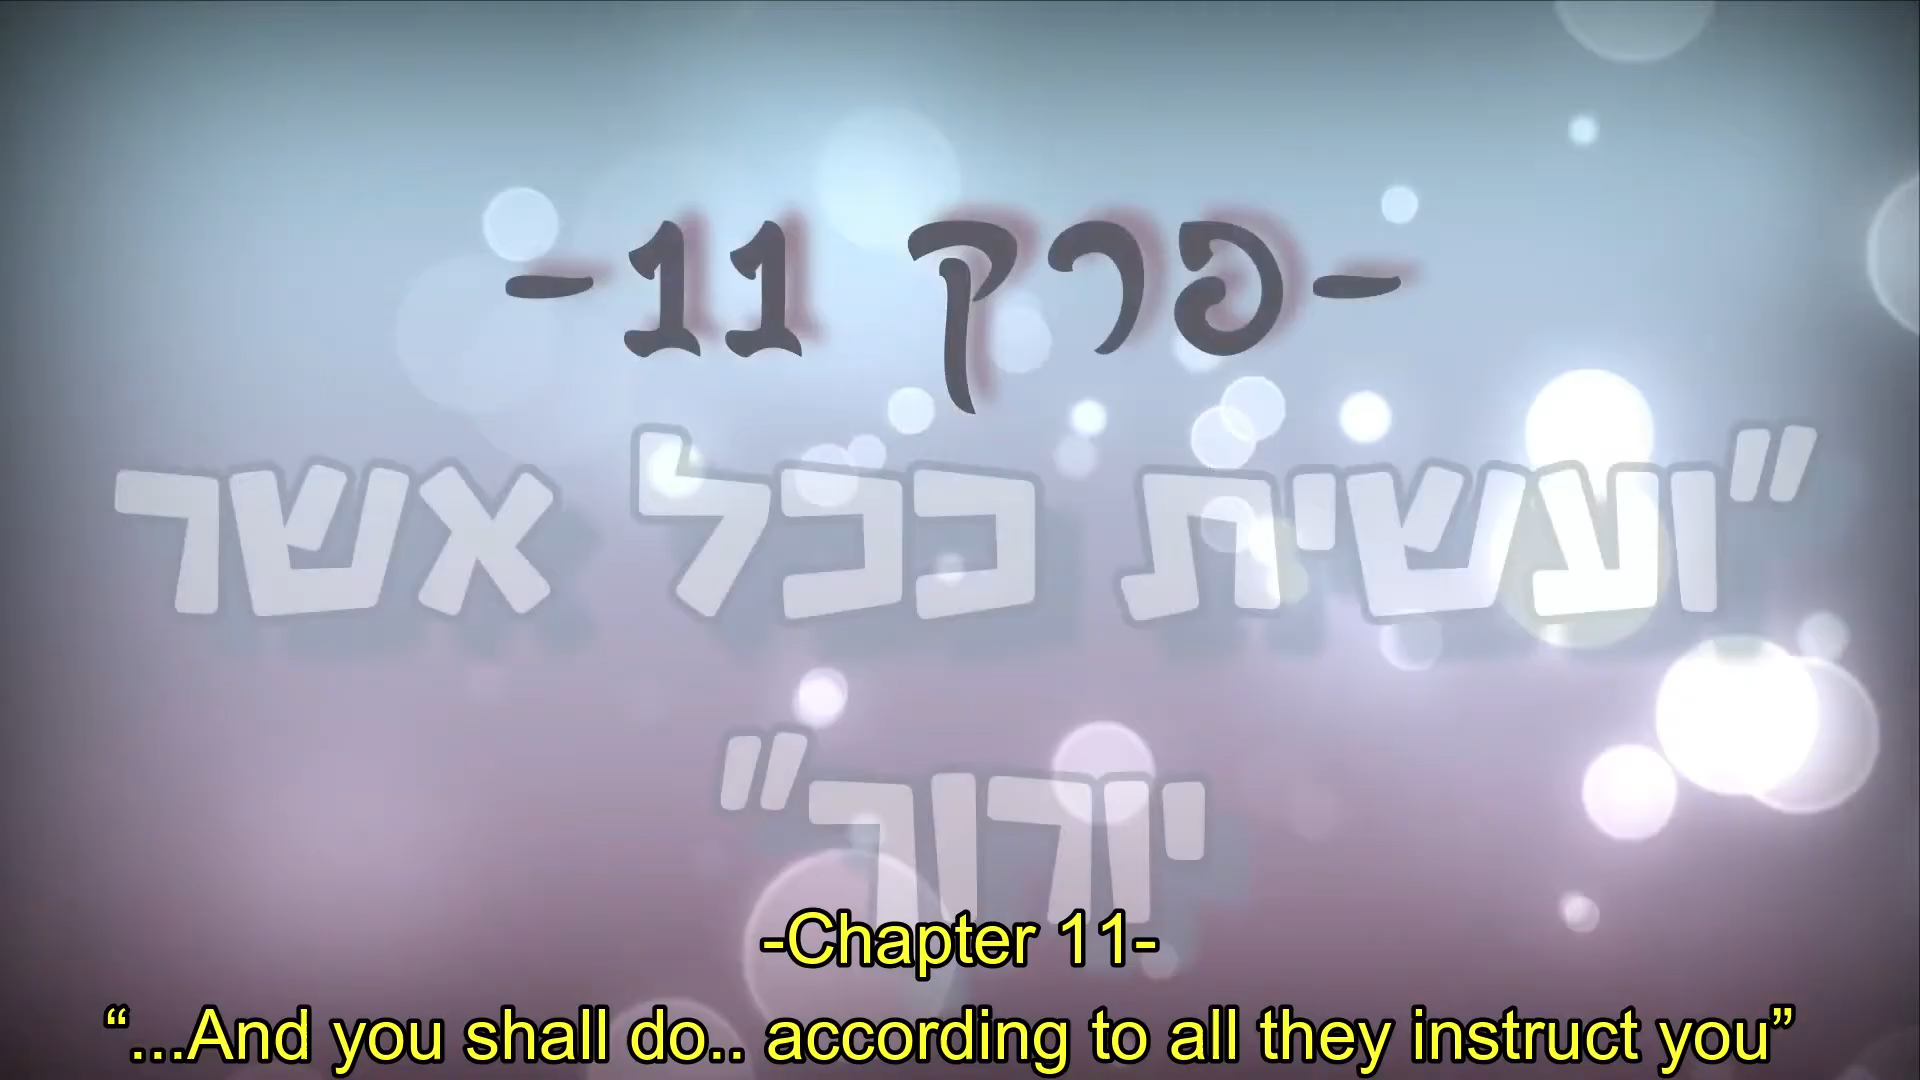 -פרק 11-
"ועשית ככל אשר
יורוך"
-Chapter 11-
“...And you shall do.. according to all they instruct you”